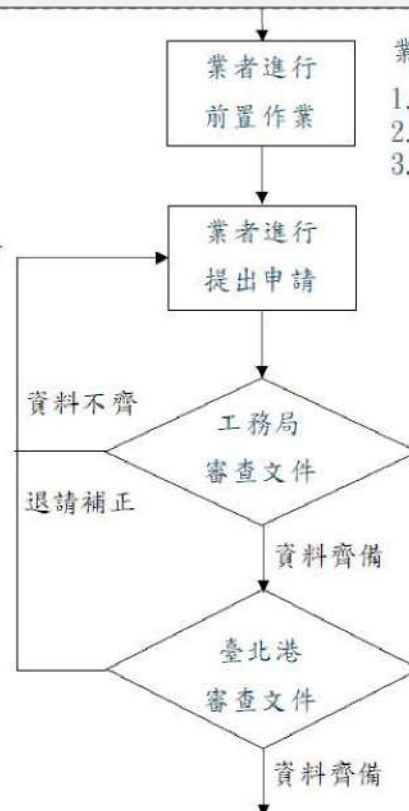 業者進行
前置作業
業
1.
2.
3.
業者進行
提出申請
資料不齊
退請補正
工務局
審查文件
資料齊備
臺北港
審查文件
資料齊備